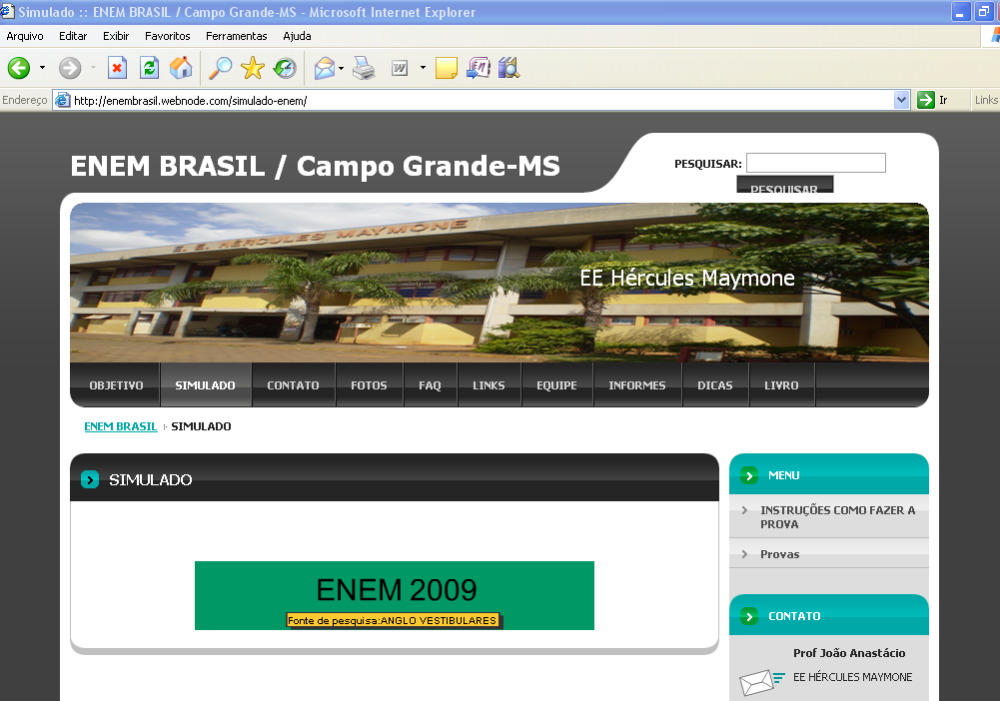 Simulado :: ENEM BRASIL / Campo Grande-MS - Microsoft Internet Explorer
Arquivo Editar Exibir Favoritos Ferramentas Ajuda
Endereço http://enembrasil.webnode.com/simulado-enem/ Ir Links
ENEM BRASIL / Campo Grande-MS
PESQUISAR:
PESQUISAR
E. E. HÉRCULES MAYMONE
EE Hércules Maymone
OBJETIVO SIMULADO CONTATO FOTOS FAQ LINKS EQUIPE INFORMES DICAS LIVRO
ENEM BRASIL SIMULADO
SIMULADO
ENEM 2009
Fonte de pesquisa:ANGLO VESTIBULARES
MENU
INSTRUÇÕES COMO FAZER A
PROVA
Provas
CONTATO
Prof João Anastácio
EE HÉRCULES MAYMONE